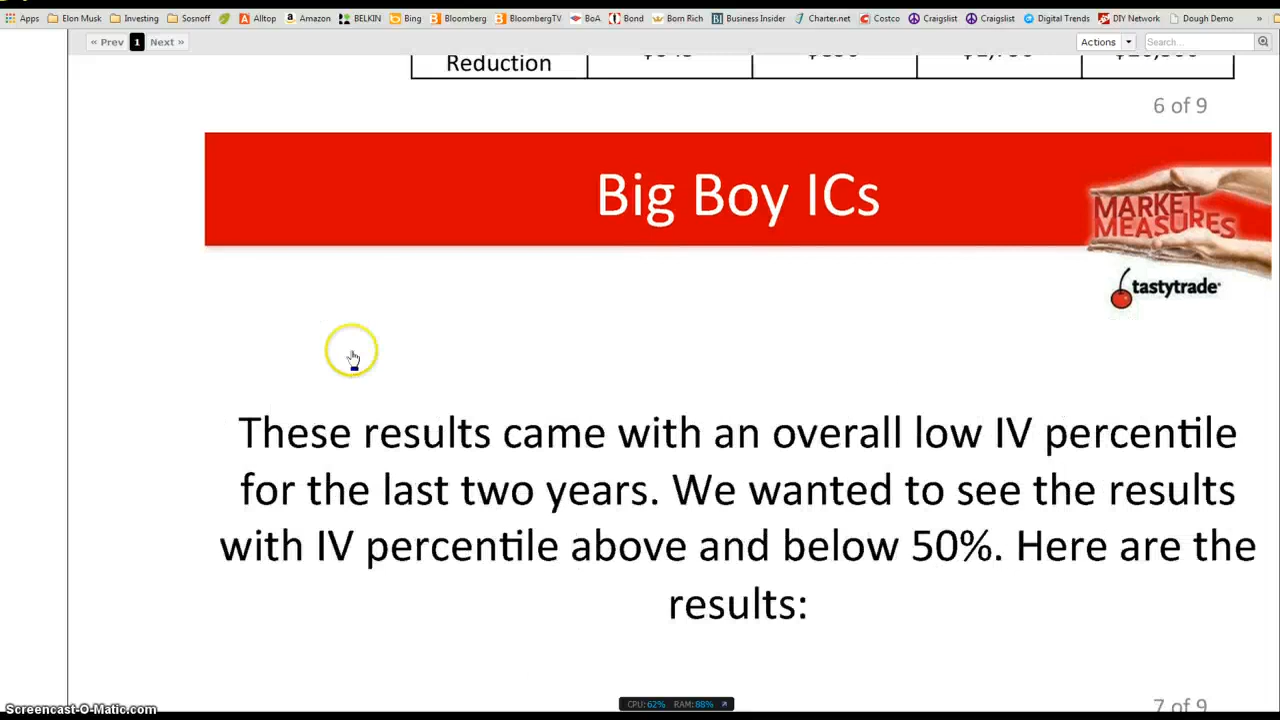 Apps Elon Musk Investing Sosnoff Alltop Amazon BELKIN Bing Bloomberg BloombergTV BoA Bond Born Rich Business Insider Charter.net Costco Craigslist Craigslist Digital Trends DIY Network Dough Demo »
« Prev 1 Next » Actions Search...
Reduction
6 of 9
Big Boy ICs
MARKET
MEASURES
tastytrade
These results came with an overall low IV percentile
for the last two years. We wanted to see the results
with IV percentile above and below 50%. Here are the
results:
CPU:62% RAM:88%
7 of 9
Screencast-O-Matic.com